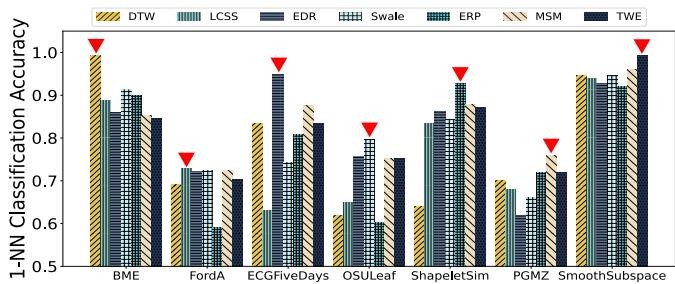 DTW LCSS EDR Swale ERP MSM TWE
1-NN Classification Accuracy
1.0
0.9
0.8
0.7
0.6
0.5
BME FordA ECGFiveDays OSULeaf ShapeletSim PGMZ SmoothSubspace